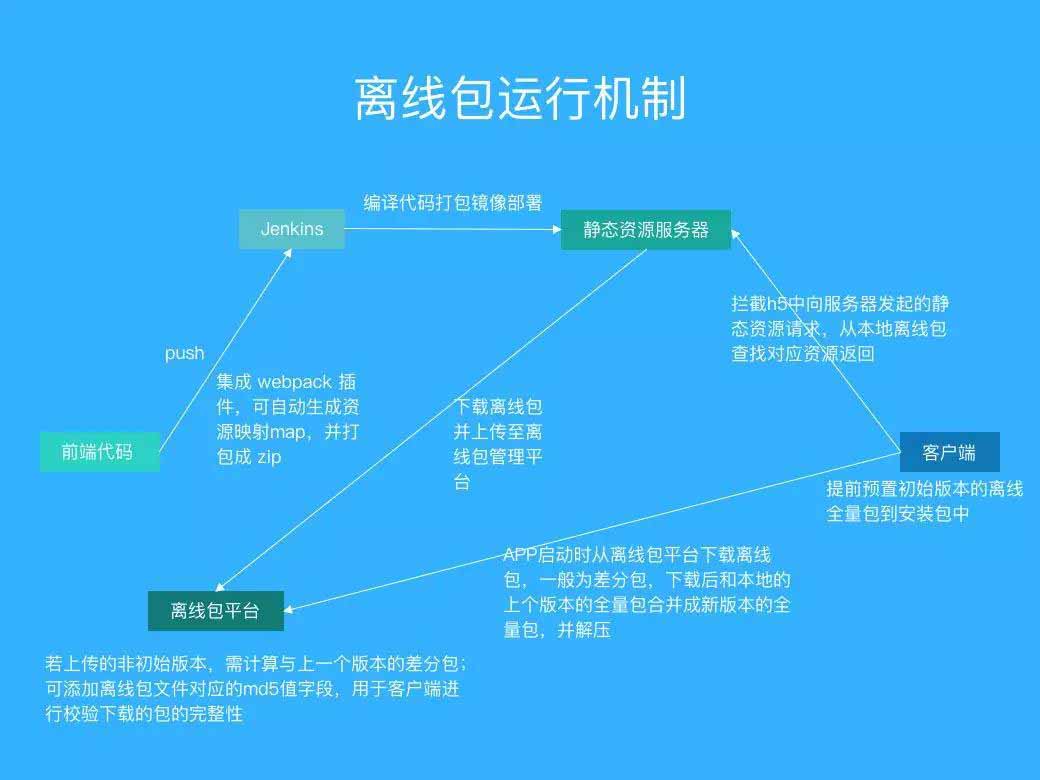 离线包运行机制
编译代码打包镜像部署
Jenkins
静态资源服务器
拦截h5中向服务器发起的静
态资源请求，从本地离线包
查找对应资源返回
push
集成 webpack 插
件，可自动生成资
源映射map，并打
包成 zip
下载离线包
并上传至离
线包管理平
台
前端代码
客户端
提前预置初始版本的离线
全量包到安装包中
APP启动时从离线包平台下载离线
包，一般为差分包，下载后和本地的
上个版本的全量包合并成新版本的全
量包，并解压
离线包平台
若上传的非初始版本，需计算与上一个版本的差分包；
可添加离线包文件对应的md5值字段，用于客户端进
行校验下载的包的完整性